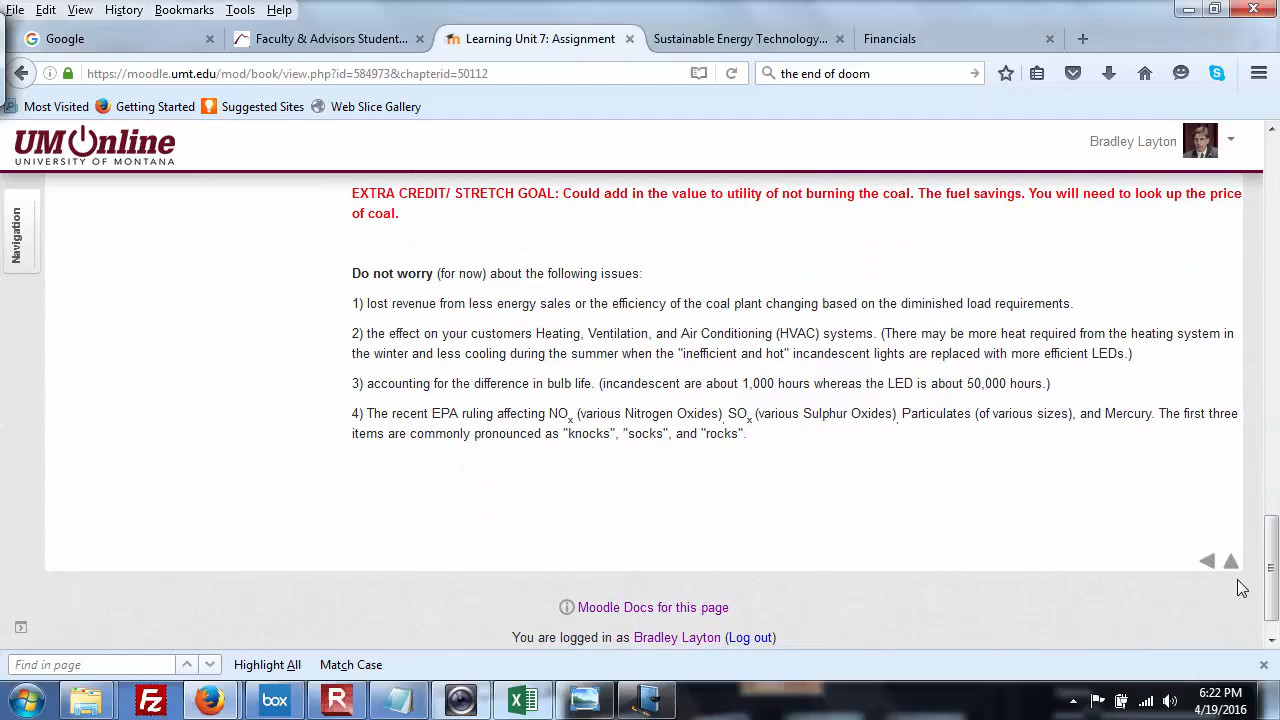 File Edit View History Bookmarks Tools Help
Google Faculty & Advisors Student... Learning Unit 7: Assignment Sustainable Energy Technology... Financials
https://moodle.umt.edu/mod/book/view.php?id=584973&chapterid=50112 the end of doom
Most Visited Getting Started Suggested Sites Web Slice Gallery
UM Online
UNIVERSITY OF MONTANA
Bradley Layton
Navigation
EXTRA CREDIT/ STRETCH GOAL: Could add in the value to utility of not burning the coal. The fuel savings. You will need to look up the price
of coal.
Do not worry (for now) about the following issues:
1) lost revenue from less energy sales or the efficiency of the coal plant changing based on the diminished load requirements.
2) the effect on your customers Heating, Ventilation, and Air Conditioning (HVAC) systems. (There may be more heat required from the heating system in
the winter and less cooling during the summer when the "inefficient and hot" incandescent lights are replaced with more efficient LEDs.)
3) accounting for the difference in bulb life. (incandescent are about 1,000 hours whereas the LED is about 50,000 hours.)
4) The recent EPA ruling affecting NOx (various Nitrogen Oxides), SOx (various Sulphur Oxides), Particulates (of various sizes), and Mercury. The first three
items are commonly pronounced as "knocks", "socks", and "rocks".
Moodle Docs for this page
You are logged in as Bradley Layton (Log out)
Find in page Highlight All Match Case
box
6:22 PM
4/19/2016